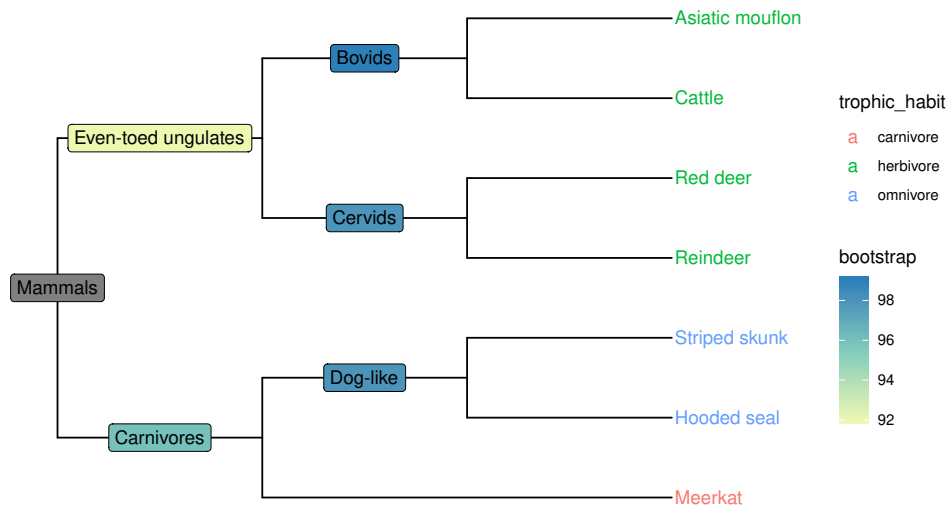 Asiatic mouflon
Bovids
Cattle
Even-toed ungulates
Red deer
Cervids
Reindeer
Mammals
Striped skunk
Dog-like
Hooded seal
Carnivores
Meerkat
trophic_habit
a carnivore
a herbivore
a omnivore
bootstrap
98
96
94
92